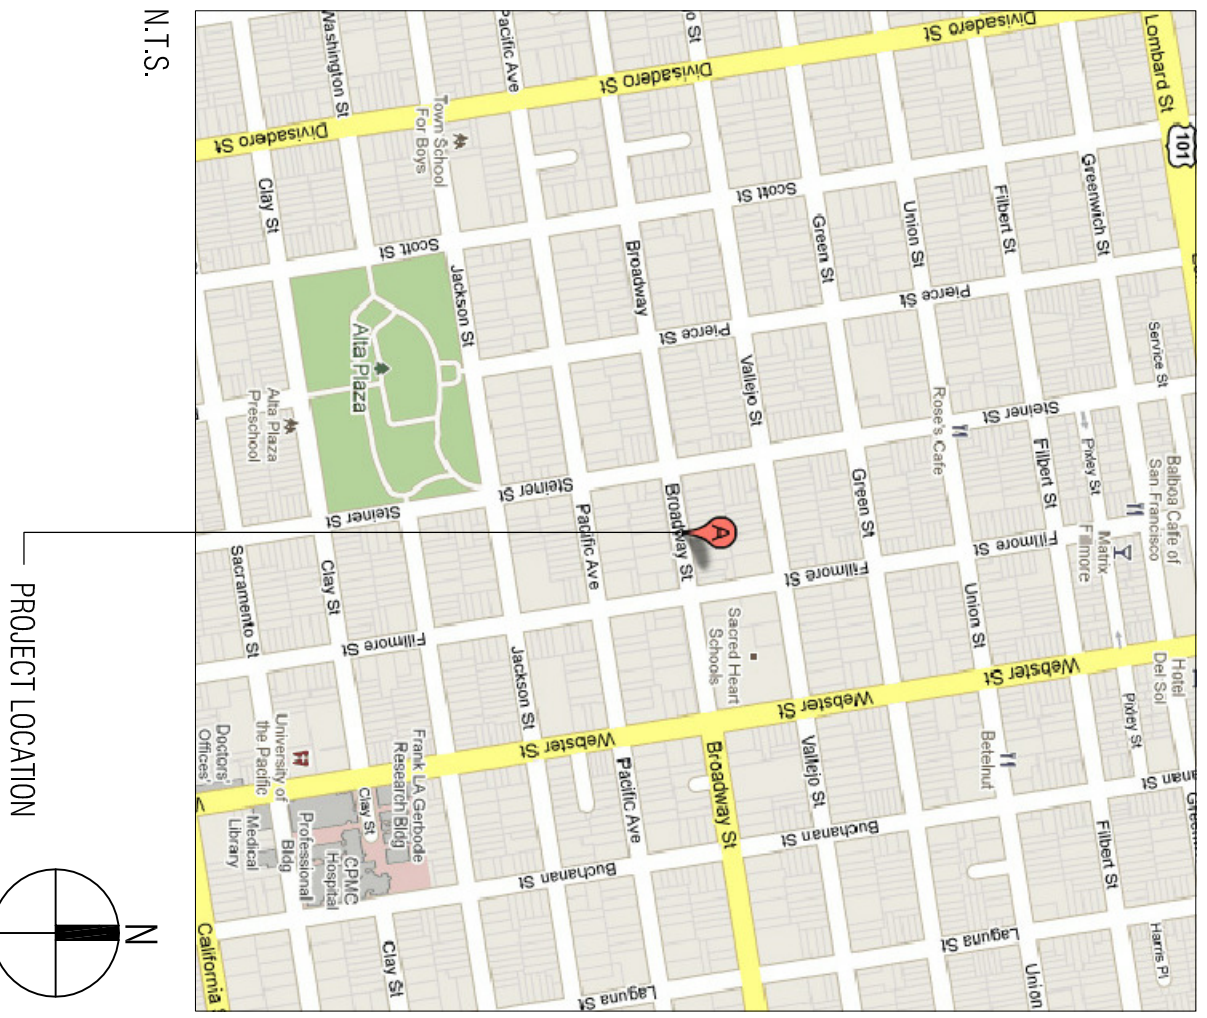 N.T.S.
PROJECT LOCATION
N
Lombard St
101
Divisadero St
Divisadero St
Divisadero St
Washington St
Pacific Ave
o St
Town School
For Boys
Clay St
Scott St
Scott St
Greenwich St
Filbert St
Union St
Green St
Broadway
Jackson St
Pierce St
Pierce St
Alta Plaza
Alta Plaza
Preschool
Vallejo St
Service St
Steiner St
Steiner St
Steiner St
Rose's Cafe
Pixley St
Filbert St
Balboa Cafe of
San Francisco
Matrix
Fillmore
Green St
Broadway St
A
Pacific Ave
Fillmore St
Fillmore St
Fillmore St
Clay St
Sacramento St
Union St
Sacred Heart
Schools
Jackson St
Webster St
Webster St
Webster St
Hotel
Del Sol
Pixley St
Betelnut
Vallejo St
Broadway St
Pacific Ave
Frank LA Gerbode
Research Bldg
University of
the Pacific
Doctors'
Offices'
Clay St
CPMC
Hospital
Professional
Bldg
Medical
Library
Buchanan St
Buchanan St
anan St
Filbert St
Laguna St
Laguna St
Harris Pl
Union
Clay St
California S